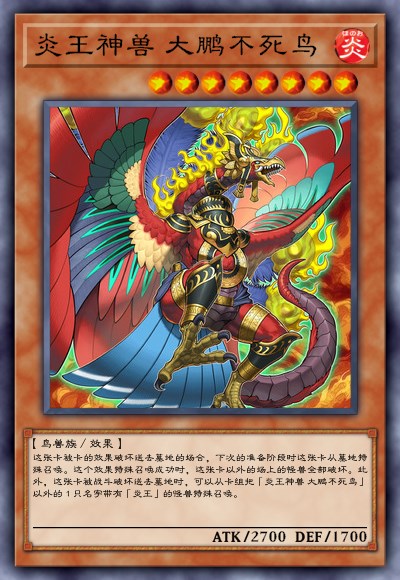 炎王神兽 大鹏不死鸟
ほのお
炎
【鸟兽族／效果】
这张卡被卡的效果破坏送去墓地的场合，下次的准备阶段时这张卡从墓地特
殊召唤。这个效果特殊召唤成功时，这张卡以外的场上的怪兽全部破坏。此
外，这张卡被战斗破坏送去墓地时，可以从卡组把「炎王神兽 大鹏不死鸟」
以外的1只名字带有「炎王」的怪兽特殊召唤。
ATK/2700 DEF/1700